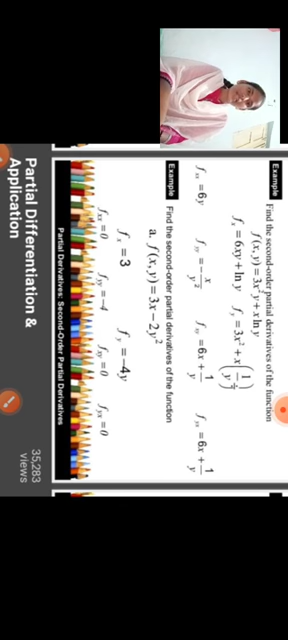 Example Find the second-order partial derivatives of the function
f(x, y) = 3x²y + x ln y
fₓ = 6xy + ln y   f_y = 3x² + x(1/y)
fₓₓ = 6y   f_yy = -x/y²   fₓy = 6x + 1/y   f_yx = 6x + 1/y
Example Find the second-order partial derivatives of the function
a. f(x, y) = 3x − 2y²
fₓ = 3   f_y = −4y
fₓₓ = 0   f_yy = −4   fₓy = 0   f_yx = 0
Partial Derivatives: Second-Order Partial Derivatives
Partial Differentiation &
Application
35,283
views